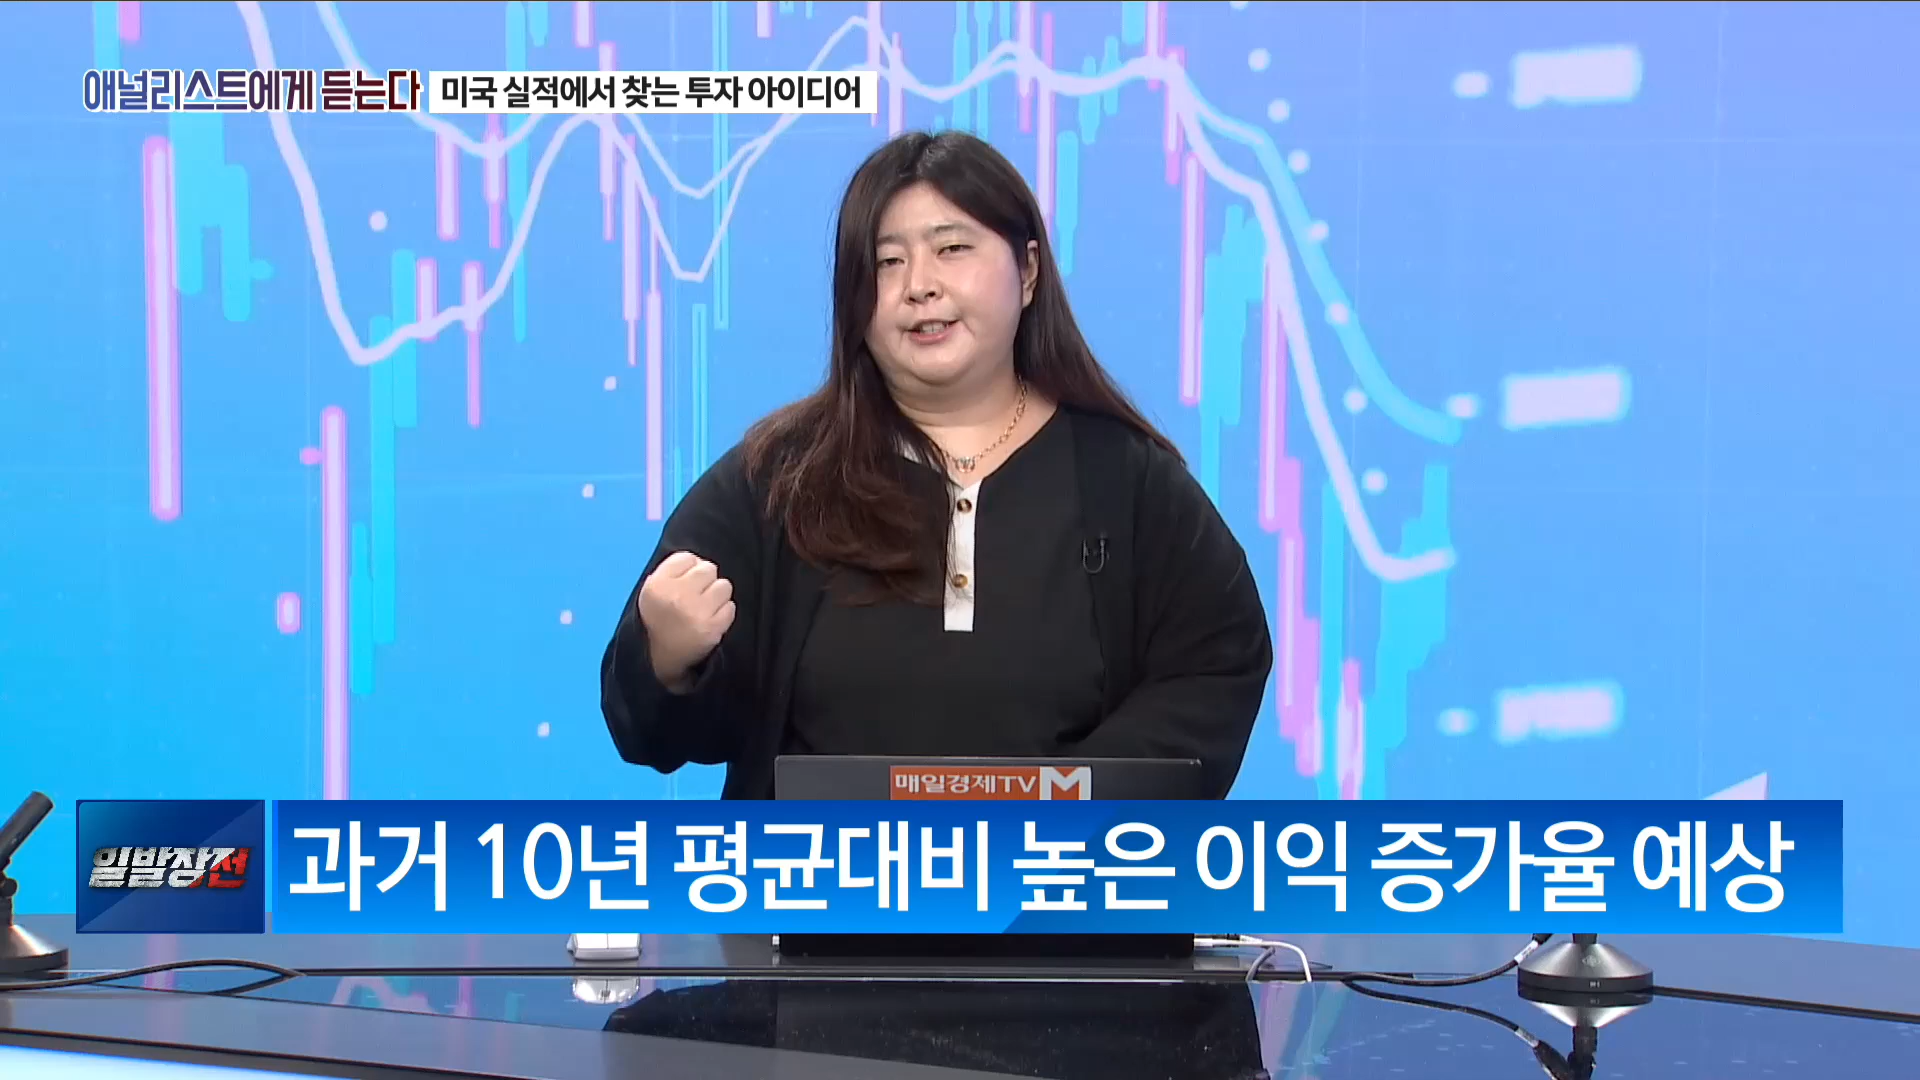 애널리스트에게 듣는다 미국 실적에서 찾는 투자 아이디어
매일경제TV M
일발장전 과거 10년 평균대비 높은 이익 증가율 예상